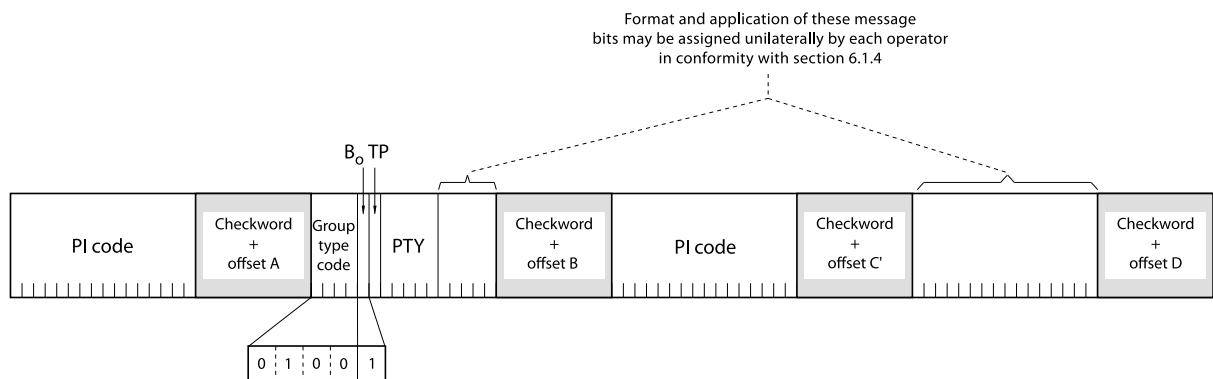 Format and application of these message
bits may be assigned unilaterally by each operator
in conformity with section 6.1.4
Bo TP
PI code
Checkword
+
offset A
Group
type
code
PTY
Checkword
+
offset B
PI code
Checkword
+
offset C'
Checkword
+
offset D
0 1 0 0 1